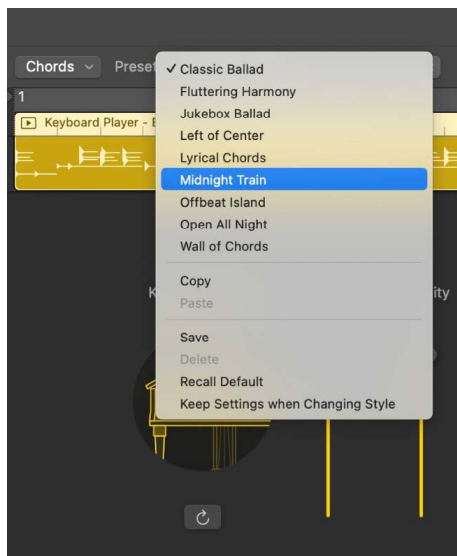 Chords Preset
✓ Classic Ballad
Fluttering Harmony
Jukebox Ballad
Left of Center
Lyrical Chords
Midnight Train
Offbeat Island
Open All Night
Wall of Chords
Copy
Paste
Save
Delete
Recall Default
Keep Settings when Changing Style
1
Keyboard Player -
K
ity